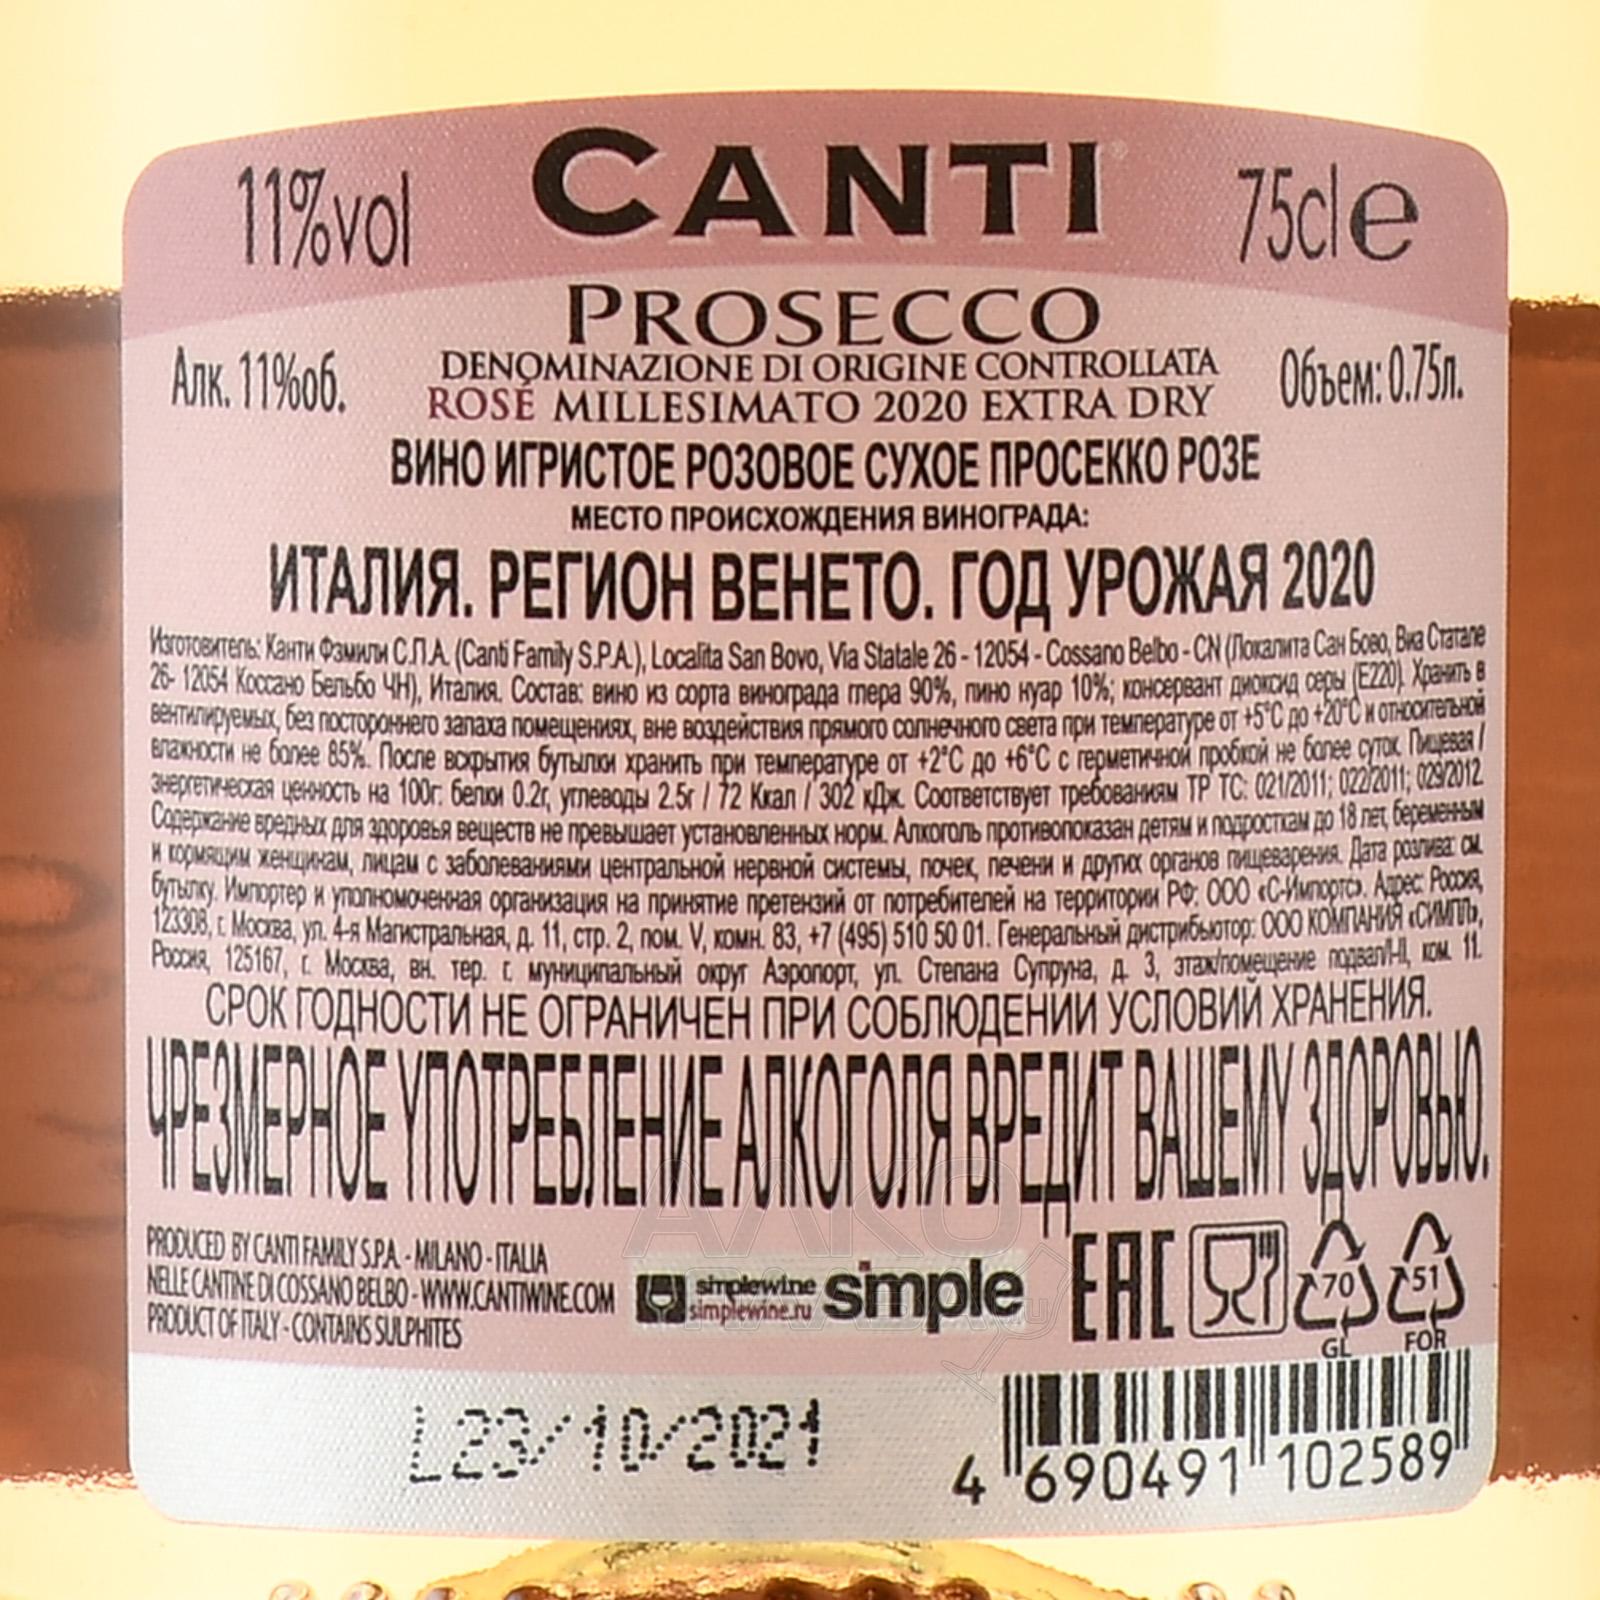 CANTI
11%vol
75cl e
PROSECCO
DENOMINAZIONE DI ORIGINE CONTROLLATA
Алк. 11%об.
Объем: 0.75л.
ROSÉ MILLESIMATO 2020 EXTRA DRY
ВИНО ИГРИСТОЕ РОЗОВОЕ СУХОЕ ПРОСЕККО РОЗЕ
МЕСТО ПРОИСХОЖДЕНИЯ ВИНОГРАДА:
ИТАЛИЯ. РЕГИОН ВЕНЕТО. ГОД УРОЖАЯ 2020
Изготовитель: Канти Фэмили С.П.А. (Canti Family S.P.A.), Localita San Bovo, Via Statale 26 - 12054 - Cossano Belbo - CN (Локалита Сан Бово, Виа Статале
26- 12054 Коссано Бельбо ЧН), Италия. Состав: вино из сорта винограда глера 90%, пино нуар 10%; консервант диоксид серы (Е220). Хранить в
вентилируемых, без постороннего запаха помещениях, вне воздействия прямого солнечного света при температуре от +5°С до +20°С и относительной
влажности не более 85%. После вскрытия бутылки хранить при температуре от +2°С до +6°С с герметичной пробкой не более суток. Пищевая /
энергетическая ценность на 100г: белки 0.2г, углеводы 2.5г / 72 Ккал / 302 кДж. Соответствует требованиям ТР ТС: 021/2011; 022/2011; 029/2012.
Содержание вредных для здоровья веществ не превышает установленных норм. Алкоголь противопоказан детям и подросткам до 18 лет, беременным
и кормящим женщинам, лицам с заболеваниями центральной нервной системы, почек, печени и других органов пищеварения. Дата розлива: см.
бутылку. Импортер и уполномоченная организация на принятие претензий от потребителей на территории РФ: ООО «С-Импортс». Адрес: Россия,
123308, г. Москва, ул. 4-я Магистральная, д. 11, стр. 2, пом. V, комн. 83, +7 (495) 510 50 01. Генеральный дистрибьютор: ООО КОМПАНИЯ «СИМПЛ»,
Россия, 125167, г. Москва, вн. тер. г. муниципальный округ Аэропорт, ул. Степана Супруна, д. 3, этаж/помещение подвал/I-II, ком. 11.
СРОК ГОДНОСТИ НЕ ОГРАНИЧЕН ПРИ СОБЛЮДЕНИИ УСЛОВИЙ ХРАНЕНИЯ.
ЧРЕЗМЕРНОЕ УПОТРЕБЛЕНИЕ АЛКОГОЛЯ ВРЕДИТ ВАШЕМУ ЗДОРОВЬЮ.
PRODUCED BY CANTI FAMILY S.P.A. - MILANO - ITALIA
NELLE CANTINE DI COSSANO BELBO - WWW.CANTIWINE.COM
PRODUCT OF ITALY - CONTAINS SULPHITES
simplewine
simplewine.ru
simple
EAC
70
GL
51
FOR
L23/10/2021
4 690491 102589